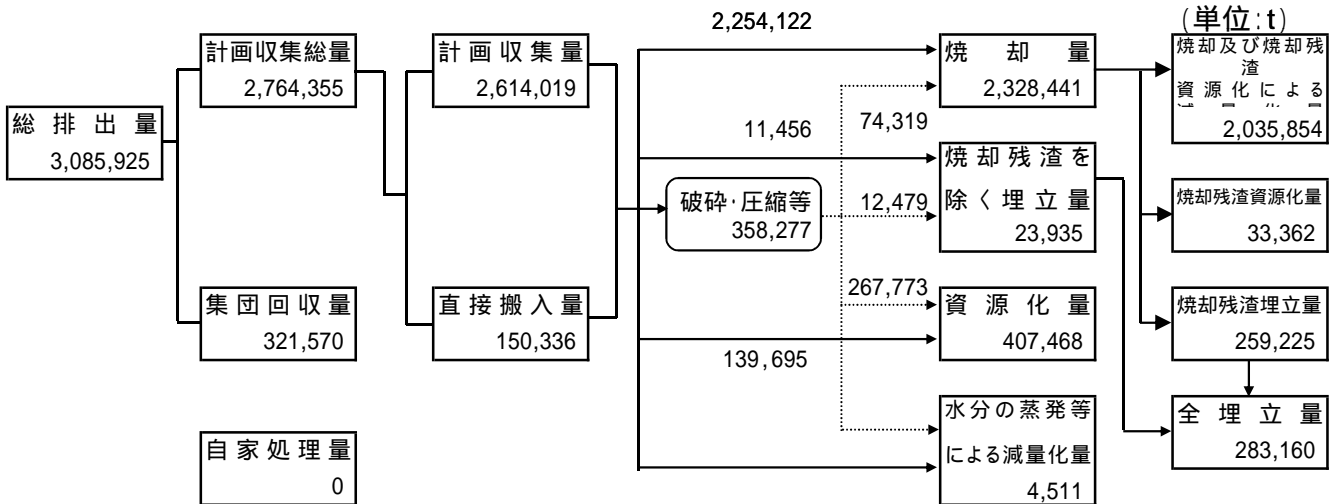 (単位:t)
2,254,122
計画収集総量
2,764,355
計画収集量
2,614,019
焼却量
2,328,441
焼却及び焼却残
渣
資源化による
2,035,854
総排出量
3,085,925
11,456
74,319
焼却残渣を
除く埋立量
23,935
破砕・圧縮等
358,277
12,479
焼却残渣資源化量
33,362
集団回収量
321,570
直接搬入量
150,336
267,773
139,695
資源化量
407,468
焼却残渣埋立量
259,225
自家処理量
0
水分の蒸発等
による減量化量
4,511
全埋立量
283,160